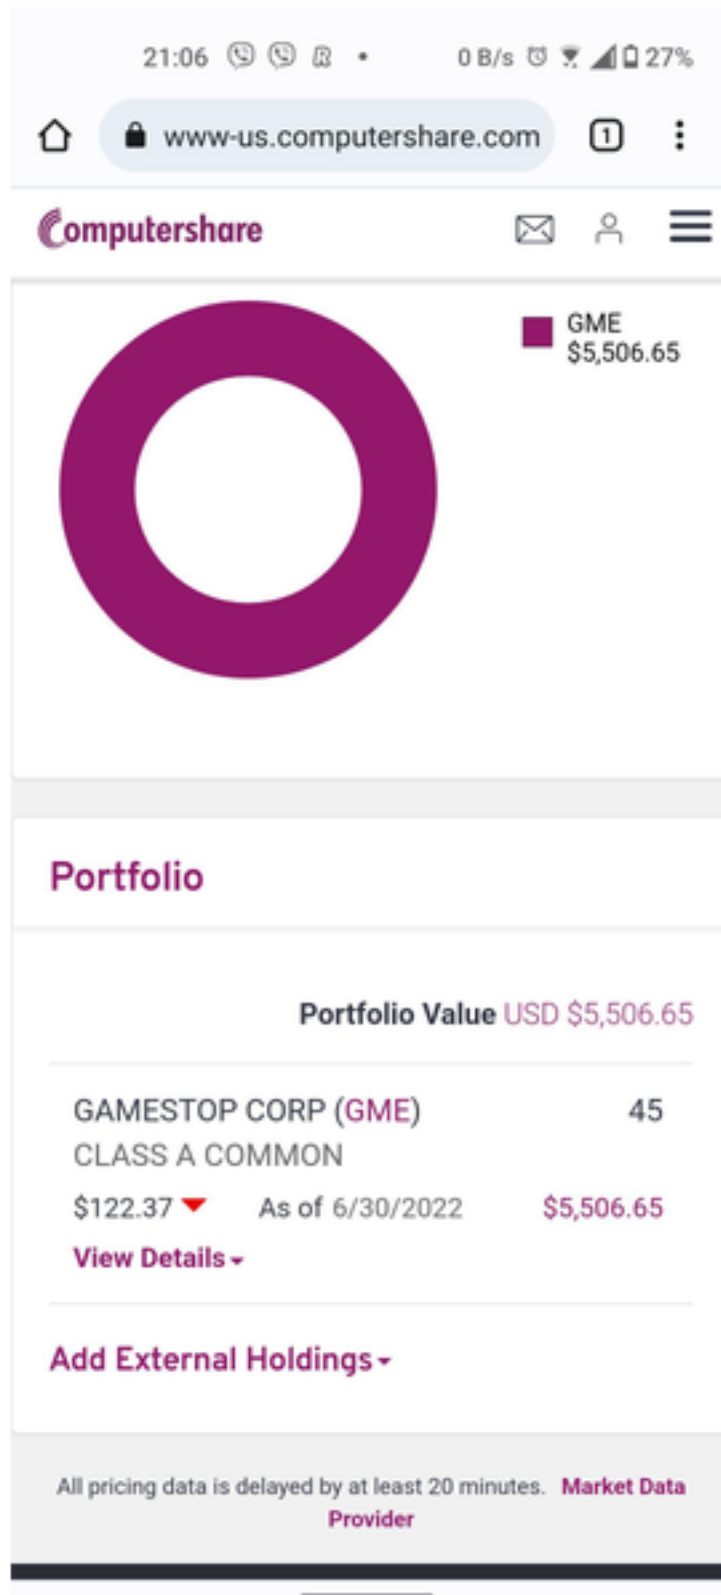 21:06 0 B/s 27%
www-us.computershare.com 1
Computershare
GME
$5,506.65
Portfolio
Portfolio Value USD $5,506.65
GAMESTOP CORP (GME) 45
CLASS A COMMON
$122.37 As of 6/30/2022 $5,506.65
View Details
Add External Holdings
All pricing data is delayed by at least 20 minutes. Market Data
Provider